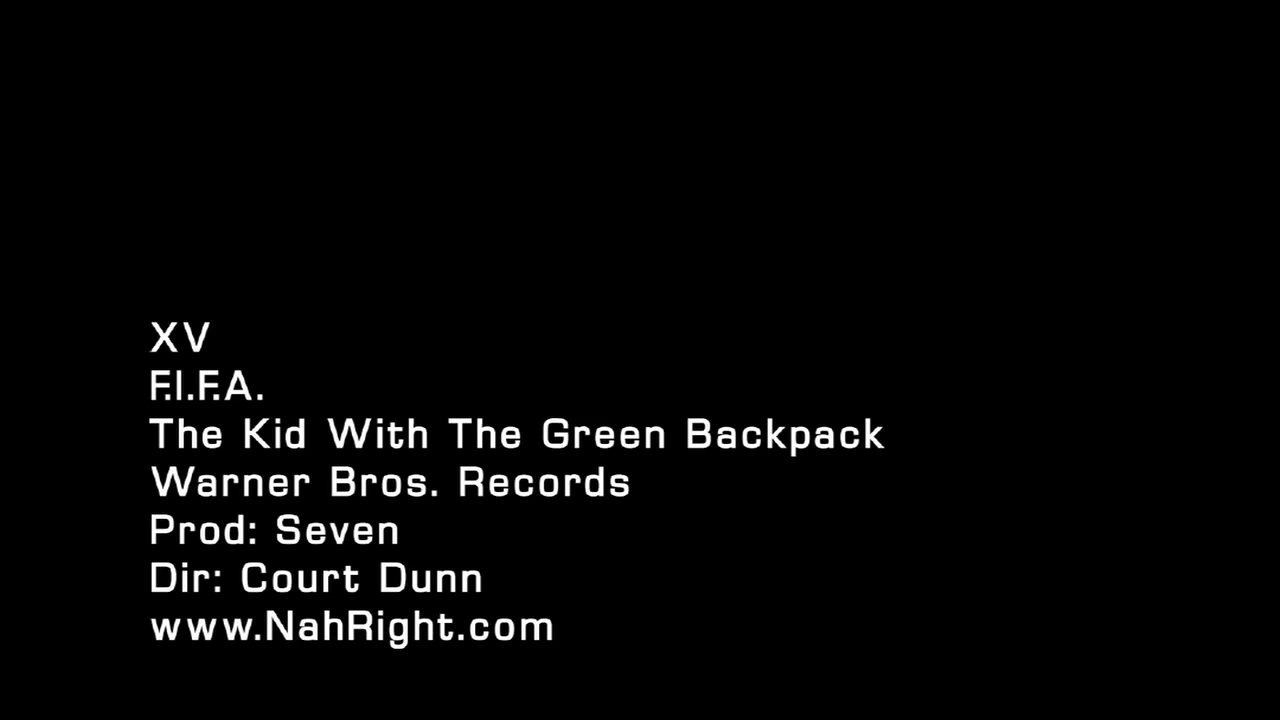 XV
F.I.F.A.
The Kid With The Green Backpack
Warner Bros. Records
Prod: Seven
Dir: Court Dunn
www.NahRight.com